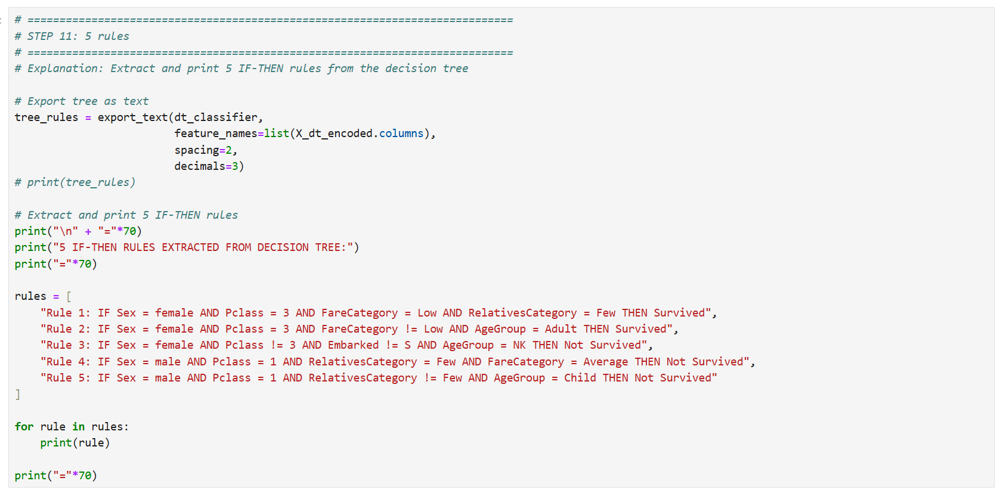 # ============================================================================
# STEP 11: 5 rules
# ============================================================================
# Explanation: Extract and print 5 IF-THEN rules from the decision tree
# Export tree as text
tree_rules = export_text(dt_classifier,
                         feature_names=list(X_dt_encoded.columns),
                         spacing=2,
                         decimals=3)
# print(tree_rules)
# Extract and print 5 IF-THEN rules
print("\n" + "="*70)
print("5 IF-THEN RULES EXTRACTED FROM DECISION TREE:")
print("="*70)
rules = [
    "Rule 1: IF Sex = female AND Pclass = 3 AND FareCategory = Low AND RelativesCategory = Few THEN Survived",
    "Rule 2: IF Sex = female AND Pclass = 3 AND FareCategory != Low AND AgeGroup = Adult THEN Survived",
    "Rule 3: IF Sex = female AND Pclass != 3 AND Embarked != S AND AgeGroup = NK THEN Not Survived",
    "Rule 4: IF Sex = male AND Pclass = 1 AND RelativesCategory = Few AND FareCategory = Average THEN Not Survived",
    "Rule 5: IF Sex = male AND Pclass = 1 AND RelativesCategory != Few AND AgeGroup = Child THEN Not Survived"
]
for rule in rules:
    print(rule)
print("="*70)